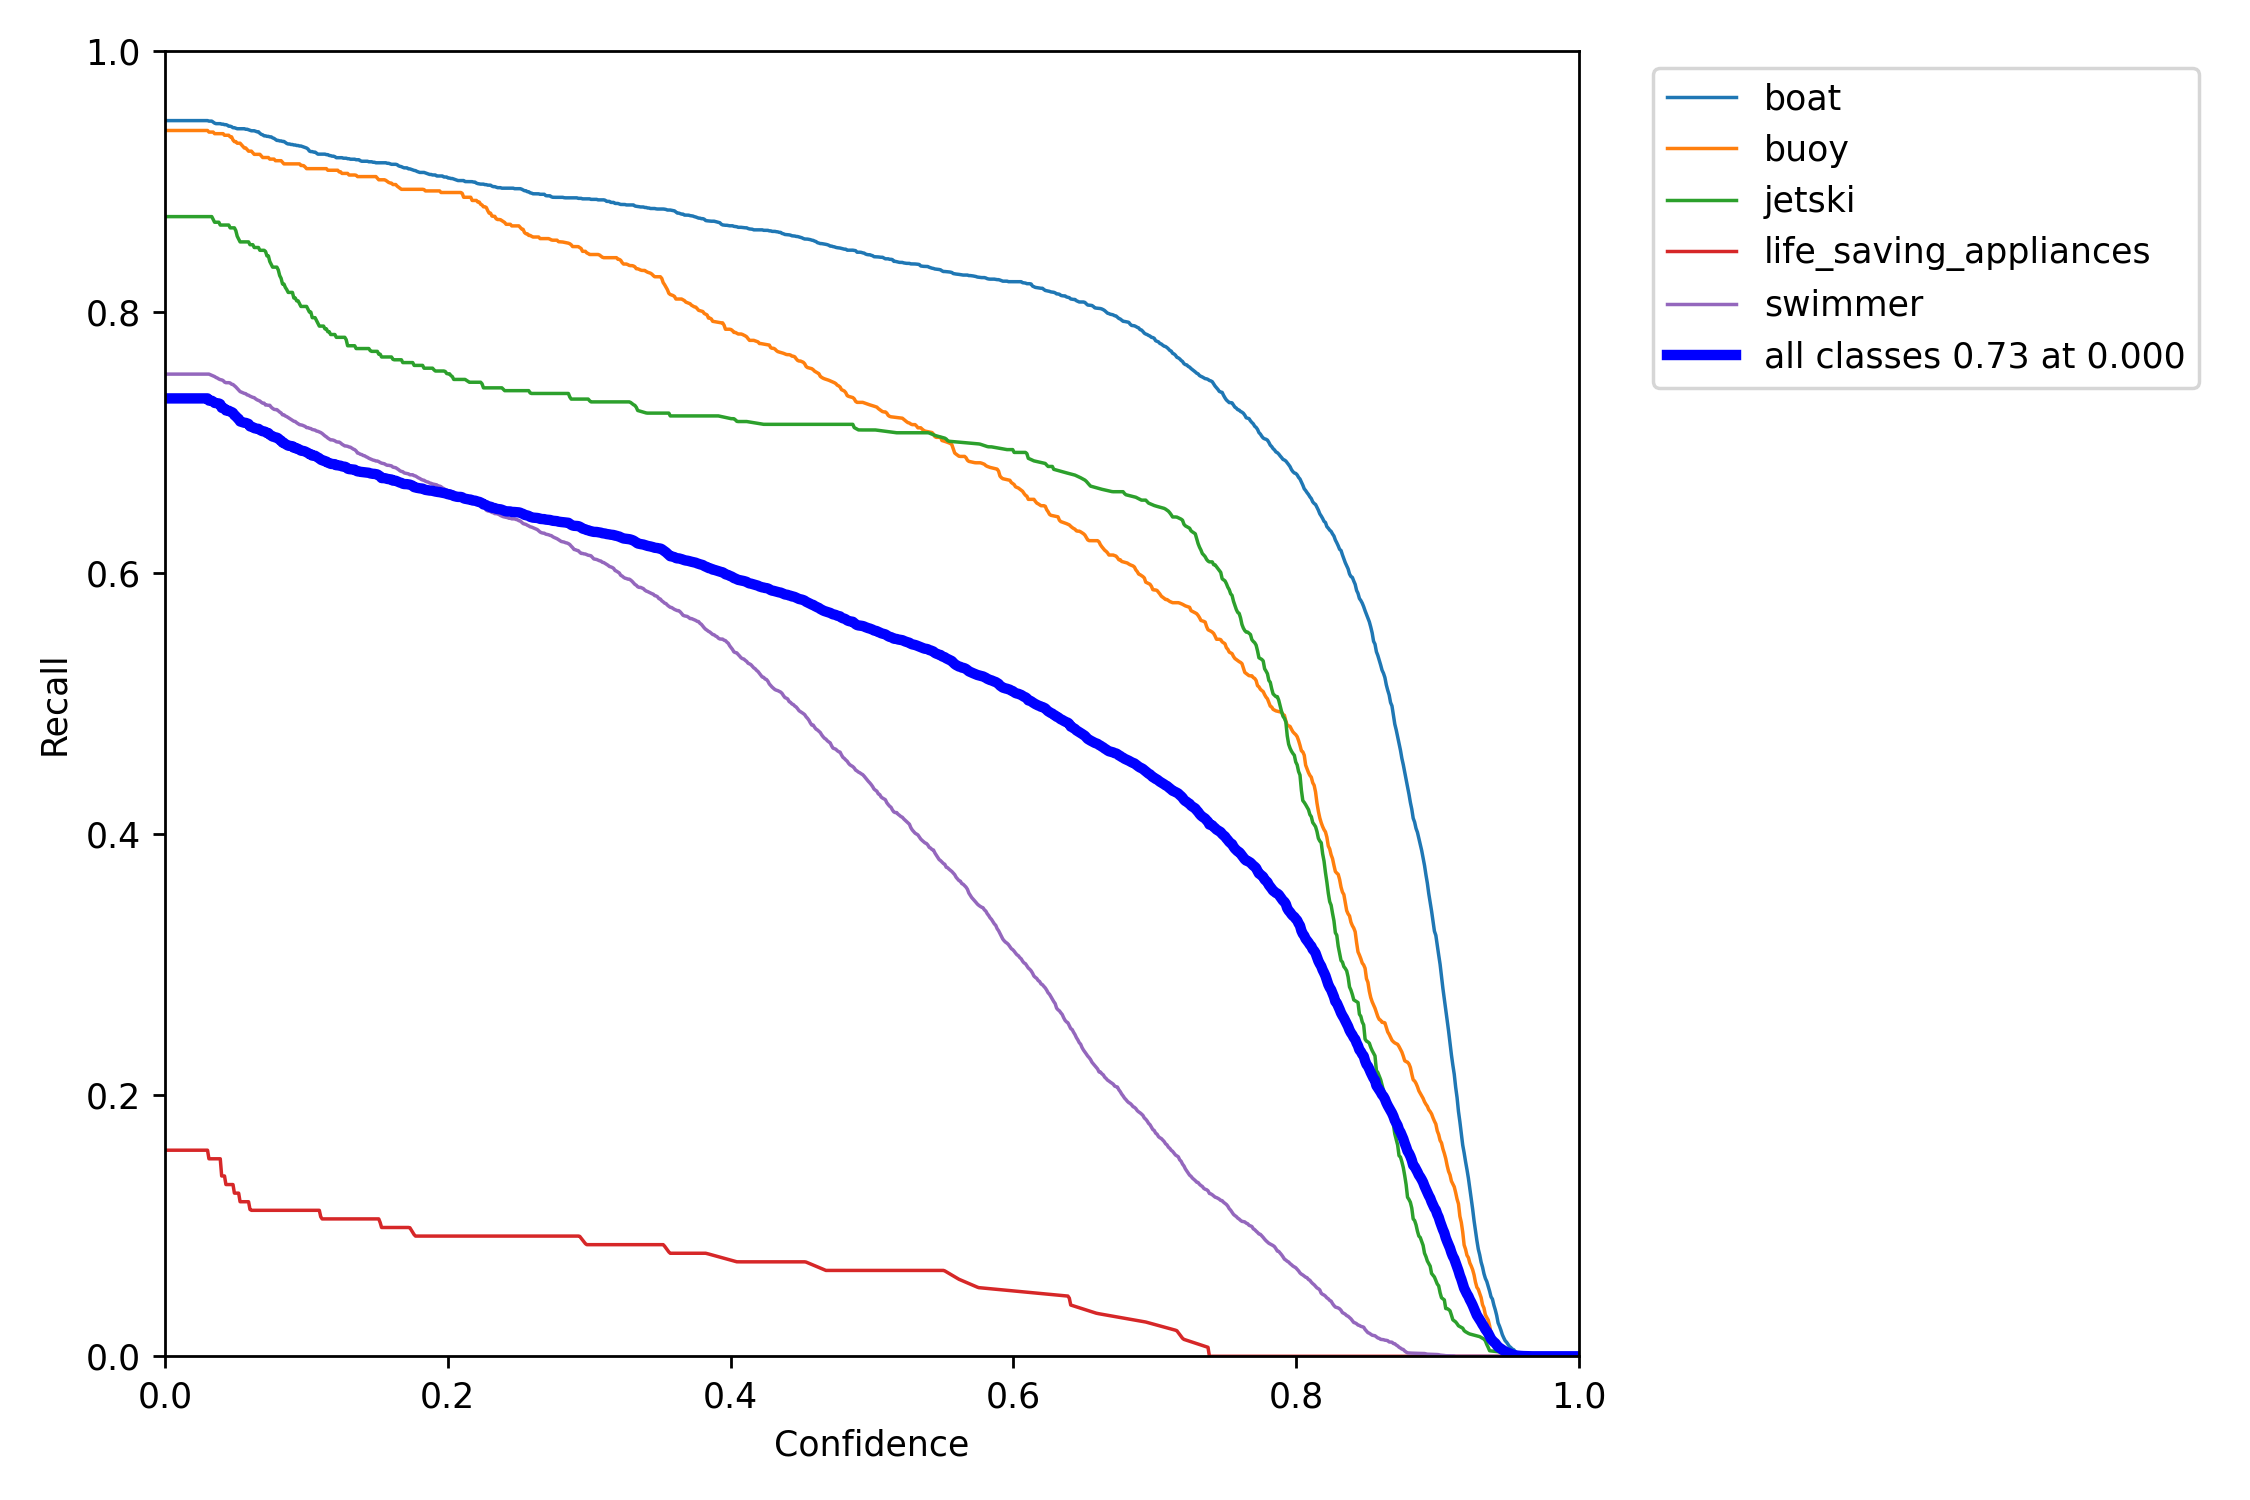 1.0
0.8
0.6
0.4
0.2
0.0
Recall
0.0 0.2 0.4 0.6 0.8 1.0
Confidence
boat
buoy
jetski
life_saving_appliances
swimmer
all classes 0.73 at 0.000